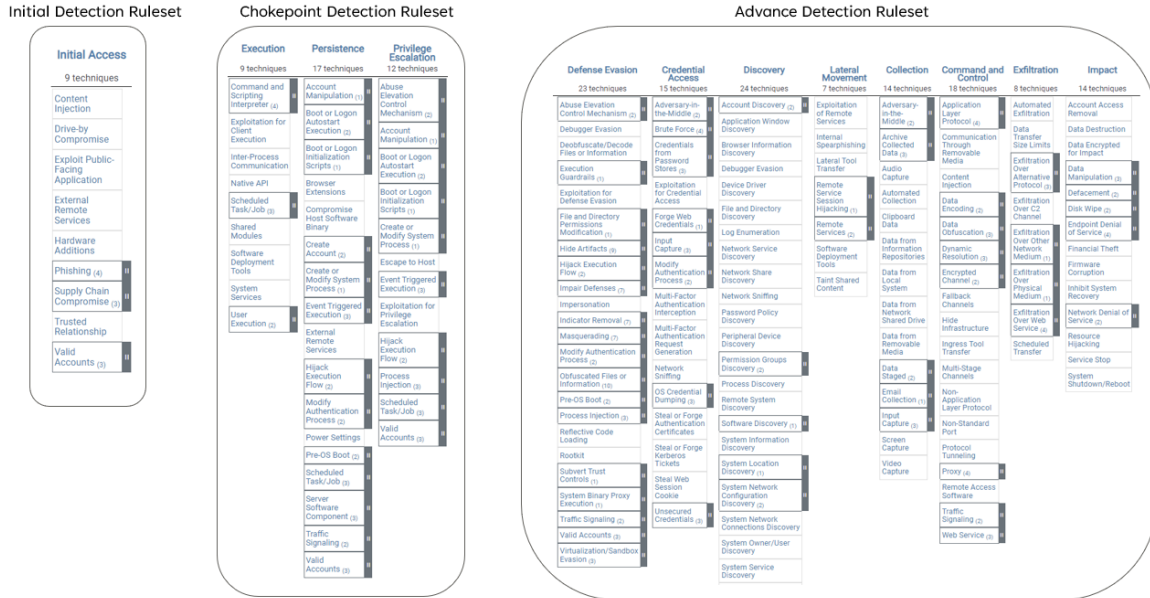 Initial Detection Ruleset
Initial Access
9 techniques
Content
Injection
Drive-by
Compromise
Exploit Public-
Facing
Application
External
Remote
Services
Hardware
Additions
Phishing (4)
Supply Chain
Compromise (3)
Trusted
Relationship
Valid
Accounts (3)
Chokepoint Detection Ruleset
Execution
9 techniques
Command and
Scripting
Interpreter (4)
Exploitation for
Client
Execution
Inter-Process
Communication
Native API
Scheduled
Task/Job (3)
Shared
Modules
Software
Deployment
Tools
System
Services
User
Execution (2)
Persistence
17 techniques
Account
Manipulation (1)
Boot or Logon
Autostart
Execution (2)
Boot or Logon
Initialization
Scripts (1)
Browser
Extensions
Compromise
Host Software
Binary
Create
Account (2)
Create or
Modify System
Process (1)
Event Triggered
Execution (3)
External
Remote
Services
Hijack
Execution
Flow (2)
Modify
Authentication
Process (2)
Power Settings
Pre-OS Boot (2)
Scheduled
Task/Job (3)
Server
Software
Component (3)
Traffic
Signaling (2)
Valid
Accounts (3)
Privilege
Escalation
12 techniques
Abuse
Elevation
Control
Mechanism (2)
Account
Manipulation (1)
Boot or Logon
Autostart
Execution (2)
Boot or Logon
Initialization
Scripts (1)
Create or
Modify System
Process (1)
Escape to Host
Event Triggered
Execution (3)
Exploitation for
Privilege
Escalation
Hijack
Execution
Flow (2)
Process
Injection (3)
Scheduled
Task/Job (3)
Valid
Accounts (3)
Advance Detection Ruleset
Defense Evasion
23 techniques
Abuse Elevation
Control Mechanism (2)
Debugger Evasion
Deobfuscate/Decode
Files or Information
Execution
Guardrails (1)
Exploitation for
Defense Evasion
File and Directory
Permissions
Modification (1)
Hide Artifacts (9)
Hijack Execution
Flow (2)
Impair Defenses (7)
Impersonation
Indicator Removal (7)
Masquerading (7)
Modify Authentication
Process (2)
Obfuscated Files or
Information (10)
Pre-OS Boot (2)
Process Injection (3)
Reflective Code
Loading
Rootkit
Subvert Trust
Controls (1)
System Binary Proxy
Execution (1)
Traffic Signaling (2)
Valid Accounts (3)
Virtualization/Sandbox
Evasion (3)
Credential
Access
15 techniques
Adversary-in-
the-Middle (2)
Brute Force (4)
Credentials
from
Password
Stores (3)
Exploitation
for Credential
Access
Forge Web
Credentials (1)
Input
Capture (3)
Modify
Authentication
Process (2)
Multi-Factor
Authentication
Interception
Multi-Factor
Authentication
Request
Generation
Network
Sniffing
OS Credential
Dumping (3)
Steal or Forge
Authentication
Certificates
Steal or Forge
Kerberos
Tickets
Steal Web
Session
Cookie
Unsecured
Credentials (3)
Discovery
24 techniques
Account Discovery (2)
Application Window
Discovery
Browser Information
Discovery
Debugger Evasion
Device Driver
Discovery
File and Directory
Discovery
Log Enumeration
Network Service
Discovery
Network Share
Discovery
Network Sniffing
Password Policy
Discovery
Peripheral Device
Discovery
Permission Groups
Discovery (2)
Process Discovery
Remote System
Discovery
Software Discovery (1)
System Information
Discovery
System Location
Discovery (1)
System Network
Configuration
Discovery (2)
System Network
Connections Discovery
System Owner/User
Discovery
System Service
Discovery
Lateral
Movement
7 techniques
Exploitation
of Remote
Services
Internal
Spearphishing
Lateral Tool
Transfer
Remote
Service
Session
Hijacking (1)
Remote
Services (2)
Software
Deployment
Tools
Taint Shared
Content
Collection
14 techniques
Adversary-
in-the-
Middle (2)
Archive
Collected
Data (3)
Audio
Capture
Automated
Collection
Clipboard
Data
Data from
Information
Repositories
Data from
Local
System
Data from
Network
Shared Drive
Data from
Removable
Media
Data
Staged (2)
Email
Collection (1)
Input
Capture (3)
Screen
Capture
Video
Capture
Command and
Control
18 techniques
Application
Layer
Protocol (4)
Communication
Through
Removable
Media
Content
Injection
Data
Encoding (2)
Data
Obfuscation (3)
Dynamic
Resolution (3)
Encrypted
Channel (2)
Fallback
Channels
Hide
Infrastructure
Ingress Tool
Transfer
Multi-Stage
Channels
Non-
Application
Layer Protocol
Non-Standard
Port
Protocol
Tunneling
Proxy (4)
Remote Access
Software
Traffic
Signaling (2)
Web Service (3)
Exfiltration
8 techniques
Automated
Exfiltration
Data
Transfer
Size Limits
Exfiltration
Over
Alternative
Protocol (3)
Exfiltration
Over C2
Channel
Exfiltration
Over Other
Network
Medium (1)
Exfiltration
Over
Physical
Medium (1)
Exfiltration
Over Web
Service (4)
Scheduled
Transfer
Impact
14 techniques
Account Access
Removal
Data Destruction
Data Encrypted
for Impact
Data
Manipulation (3)
Defacement (2)
Disk Wipe (2)
Endpoint Denial
of Service (4)
Financial Theft
Firmware
Corruption
Inhibit System
Recovery
Network Denial of
Service (2)
Resource
Hijacking
Service Stop
System
Shutdown/Reboot